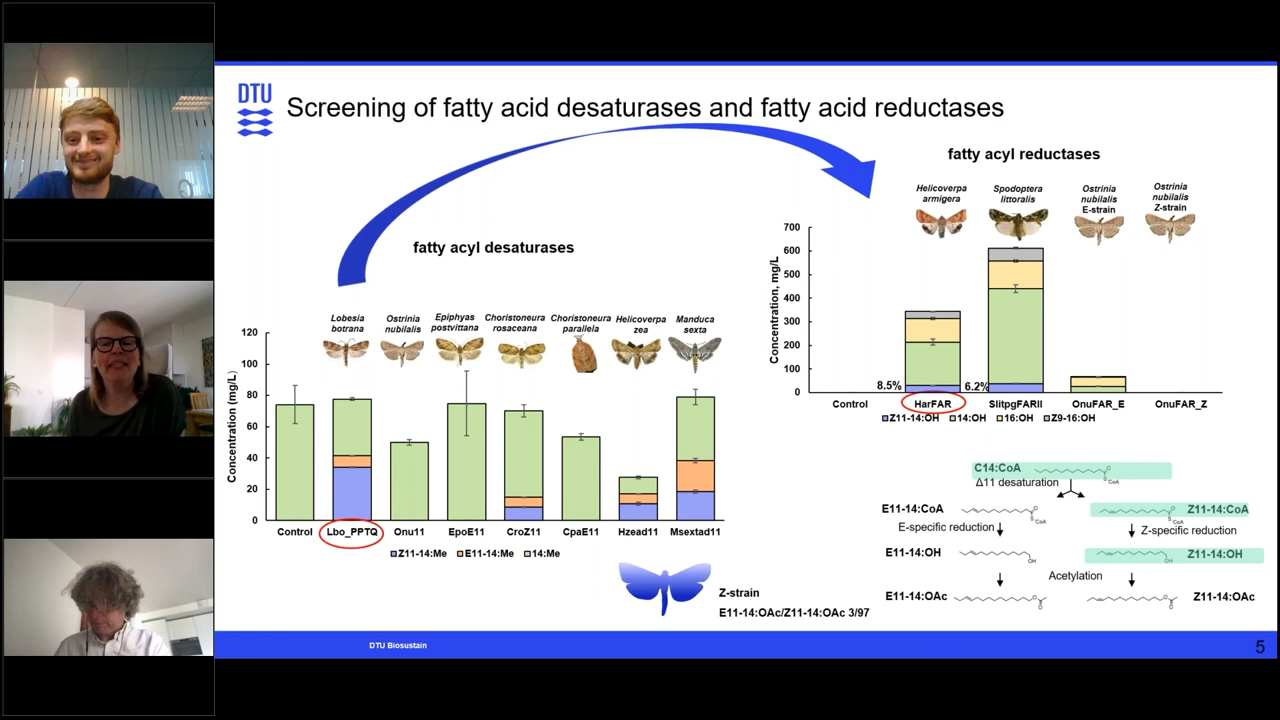 DTU
Screening of fatty acid desaturases and fatty acid reductases
fatty acyl desaturases
Lobesia botrana
Ostrinia nubilalis
Epiphyas postvittana
Choristoneura rosaceana
Choristoneura parallela
Helicoverpa zea
Manduca sexta
Concentration (mg/L)
120
100
80
60
40
20
0
Control
Lbo_PPTQ
Onu11
EpoE11
CroZ11
CpaE11
Hzead11
Msextad11
Z11-14:Me
E11-14:Me
14:Me
Z-strain
E11-14:OAc/Z11-14:OAc 3/97
fatty acyl reductases
Helicoverpa armigera
Spodoptera littoralis
Ostrinia nubilalis E-strain
Ostrinia nubilalis Z-strain
Concentration, mg/L
700
600
500
400
300
200
100
0
8.5%
6.2%
Control
HarFAR
SlitpgFARII
OnuFAR_E
OnuFAR_Z
Z11-14:OH
14:OH
16:OH
Z9-16:OH
C14:CoA
CoA
Δ11 desaturation
E11-14:CoA
CoA
CoA
Z11-14:CoA
E-specific reduction
Z-specific reduction
E11-14:OH
OH
OH
Z11-14:OH
Acetylation
E11-14:OAc
Z11-14:OAc
DTU Biosustain
5